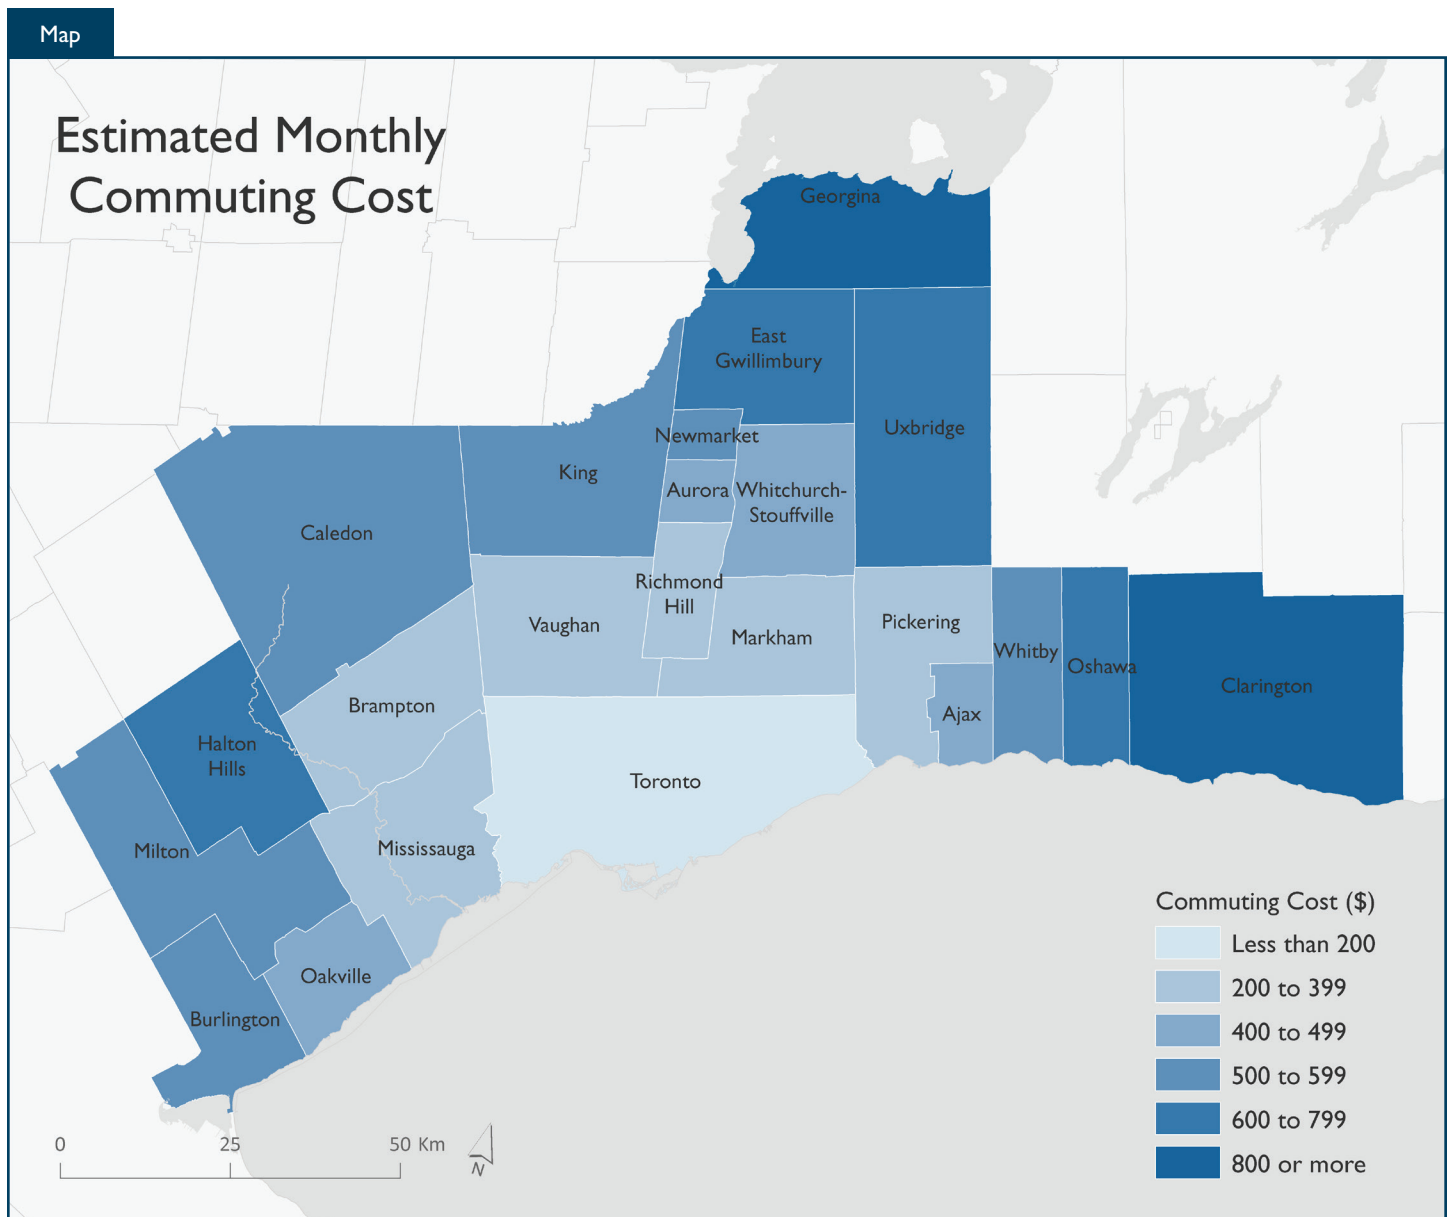 Map
Estimated Monthly
Commuting Cost
Georgina
East
Gwillimbury
Uxbridge
Newmarket
King
Aurora
Whitchurch-
Stouffville
Caledon
Richmond
Hill
Vaughan
Markham
Pickering
Whitby
Oshawa
Clarington
Brampton
Ajax
Halton
Hills
Toronto
Milton
Mississauga
Oakville
Burlington
Commuting Cost ($)
Less than 200
200 to 399
400 to 499
500 to 599
600 to 799
800 or more
0 25 50 Km
N